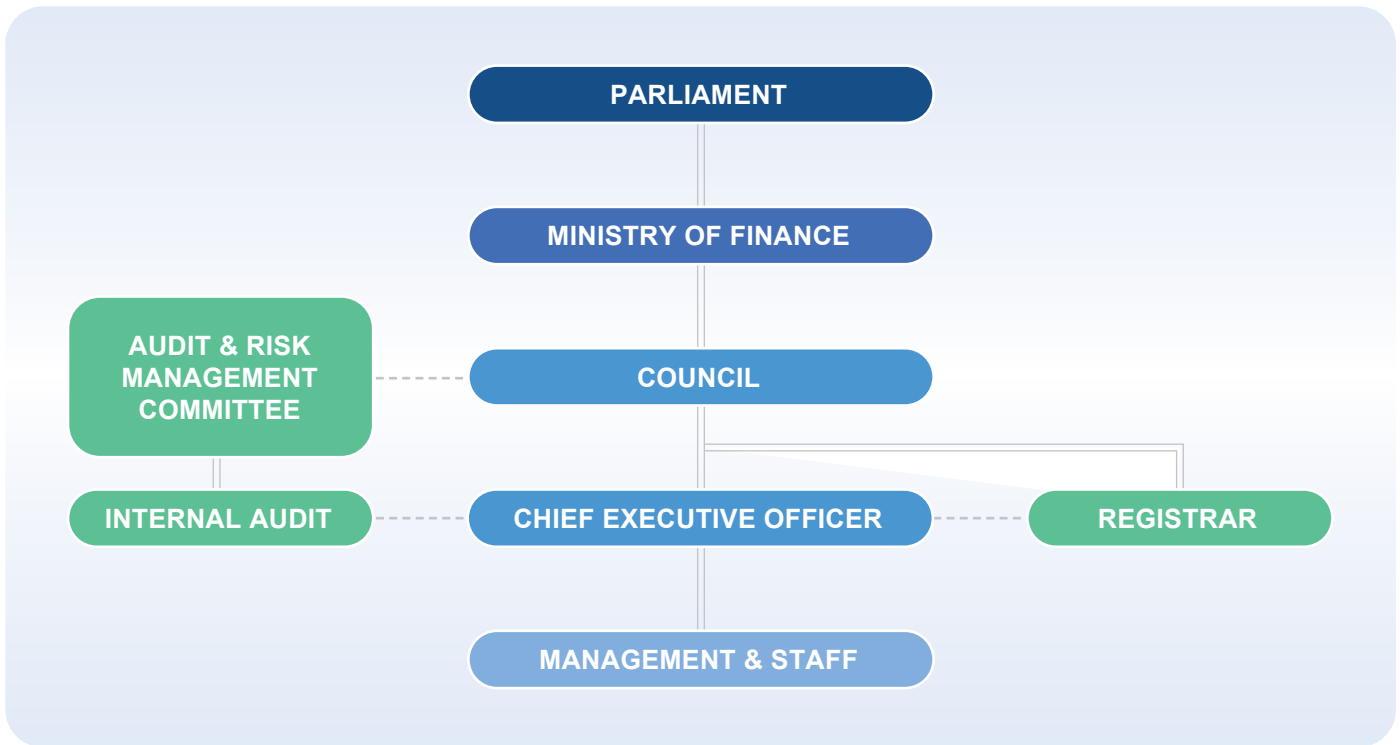 PARLIAMENT
MINISTRY OF FINANCE
AUDIT & RISK
MANAGEMENT
COMMITTEE
COUNCIL
INTERNAL AUDIT
CHIEF EXECUTIVE OFFICER
REGISTRAR
MANAGEMENT & STAFF